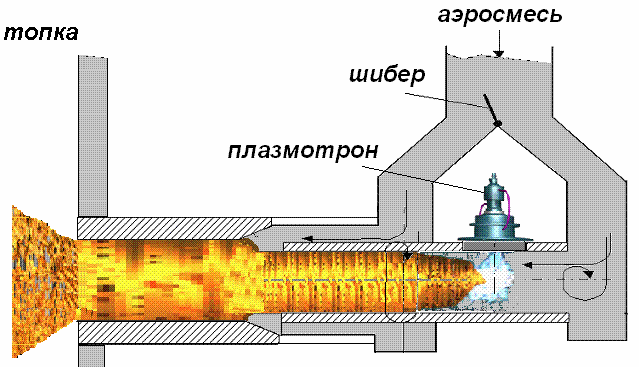 аэросмесь
топка
шибер
плазмотрон